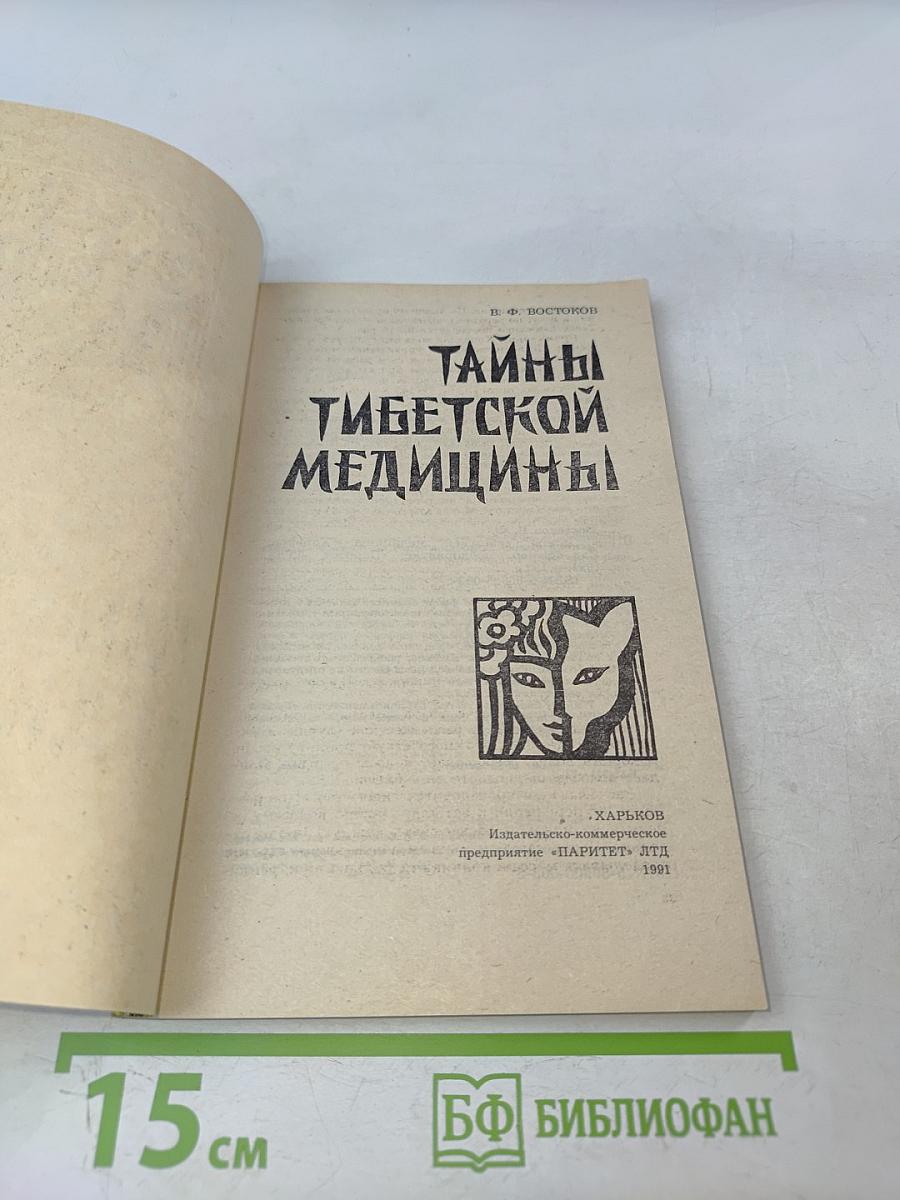 В. Ф. ВОСТОКОВ
ТАЙНЫ
ТИБЕТСКОЙ
МЕДИЦИНЫ
ХАРЬКОВ
Издательско-коммерческое
предприятие «ПАРИТЕТ» ЛТД
1991
15 см
БФ БИБЛИОФАН